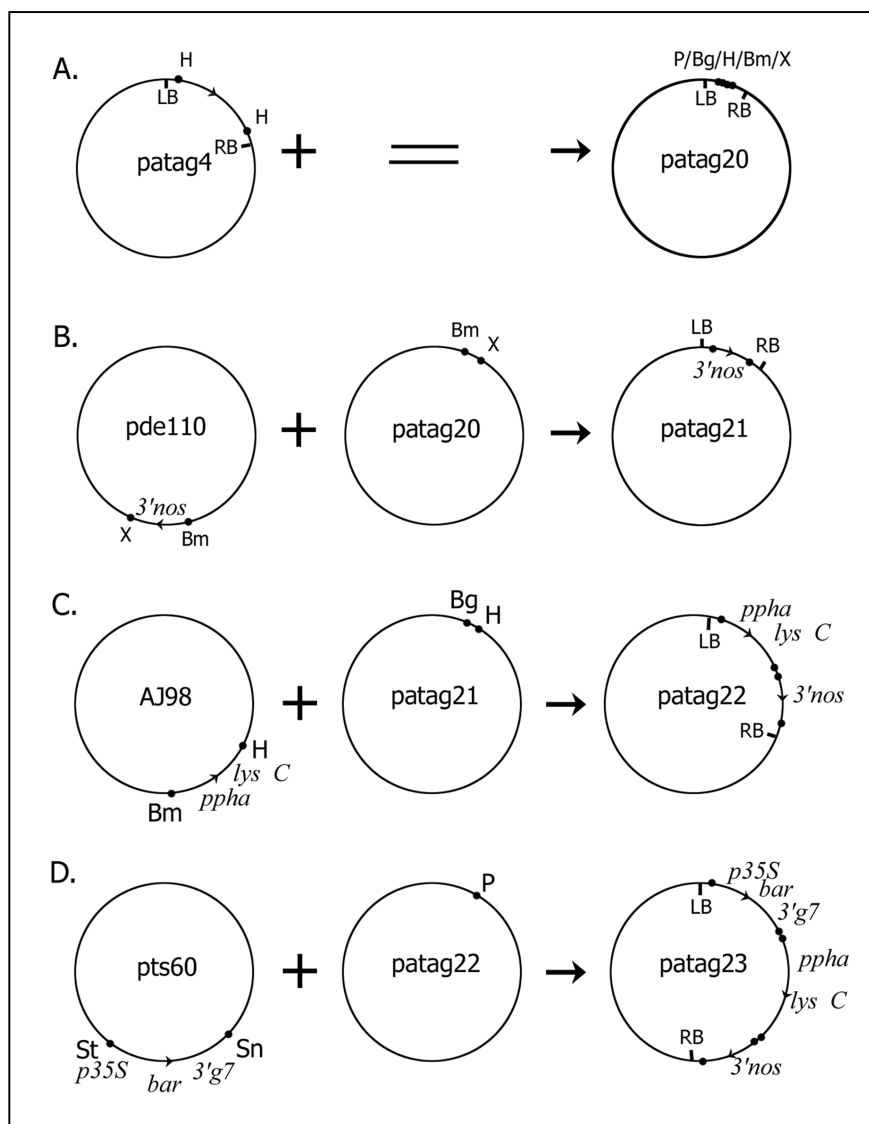 A.
H
LB
H
RB
patag4
+
=
→
P/Bg/H/Bm/X
LB
RB
patag20
B.
pde110
3'nos
X
Bm
+
Bm
X
patag20
→
LB
RB
3'nos
patag21
C.
AJ98
H
lys C
ppha
Bm
+
Bg
H
patag21
→
ppha
LB
lys C
patag22
3'nos
RB
D.
pts60
St
Sn
p35S
bar
3'g7
+
P
patag22
→
p35S
LB
bar
3'g7
patag23
ppha
lys C
RB
3'nos